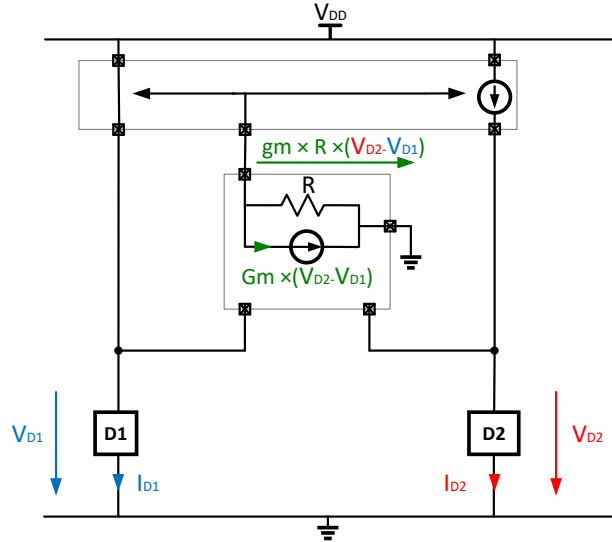 VDD
gm × R ×(VD2-VD1)
R
Gm ×(VD2-VD1)
VD1
D1
D2
VD2
ID1
ID2